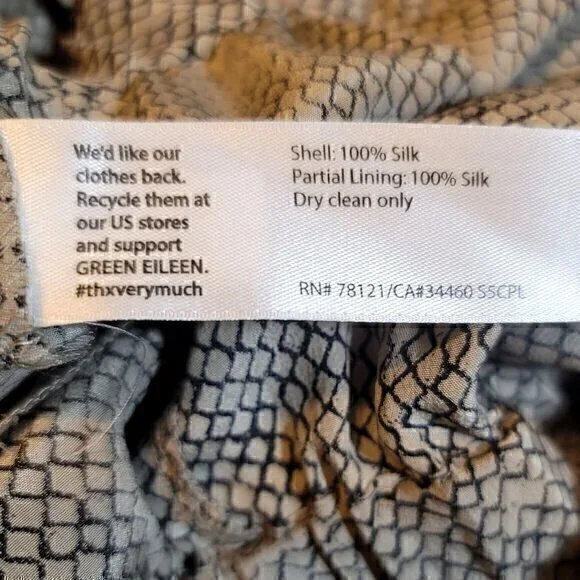 We'd like our
clothes back.
Recycle them at
our US stores
and support
GREEN EILEEN.
#thxverymuch
Shell: 100% Silk
Partial Lining: 100% Silk
Dry clean only
RN# 78121/CA#34460 S5CPL